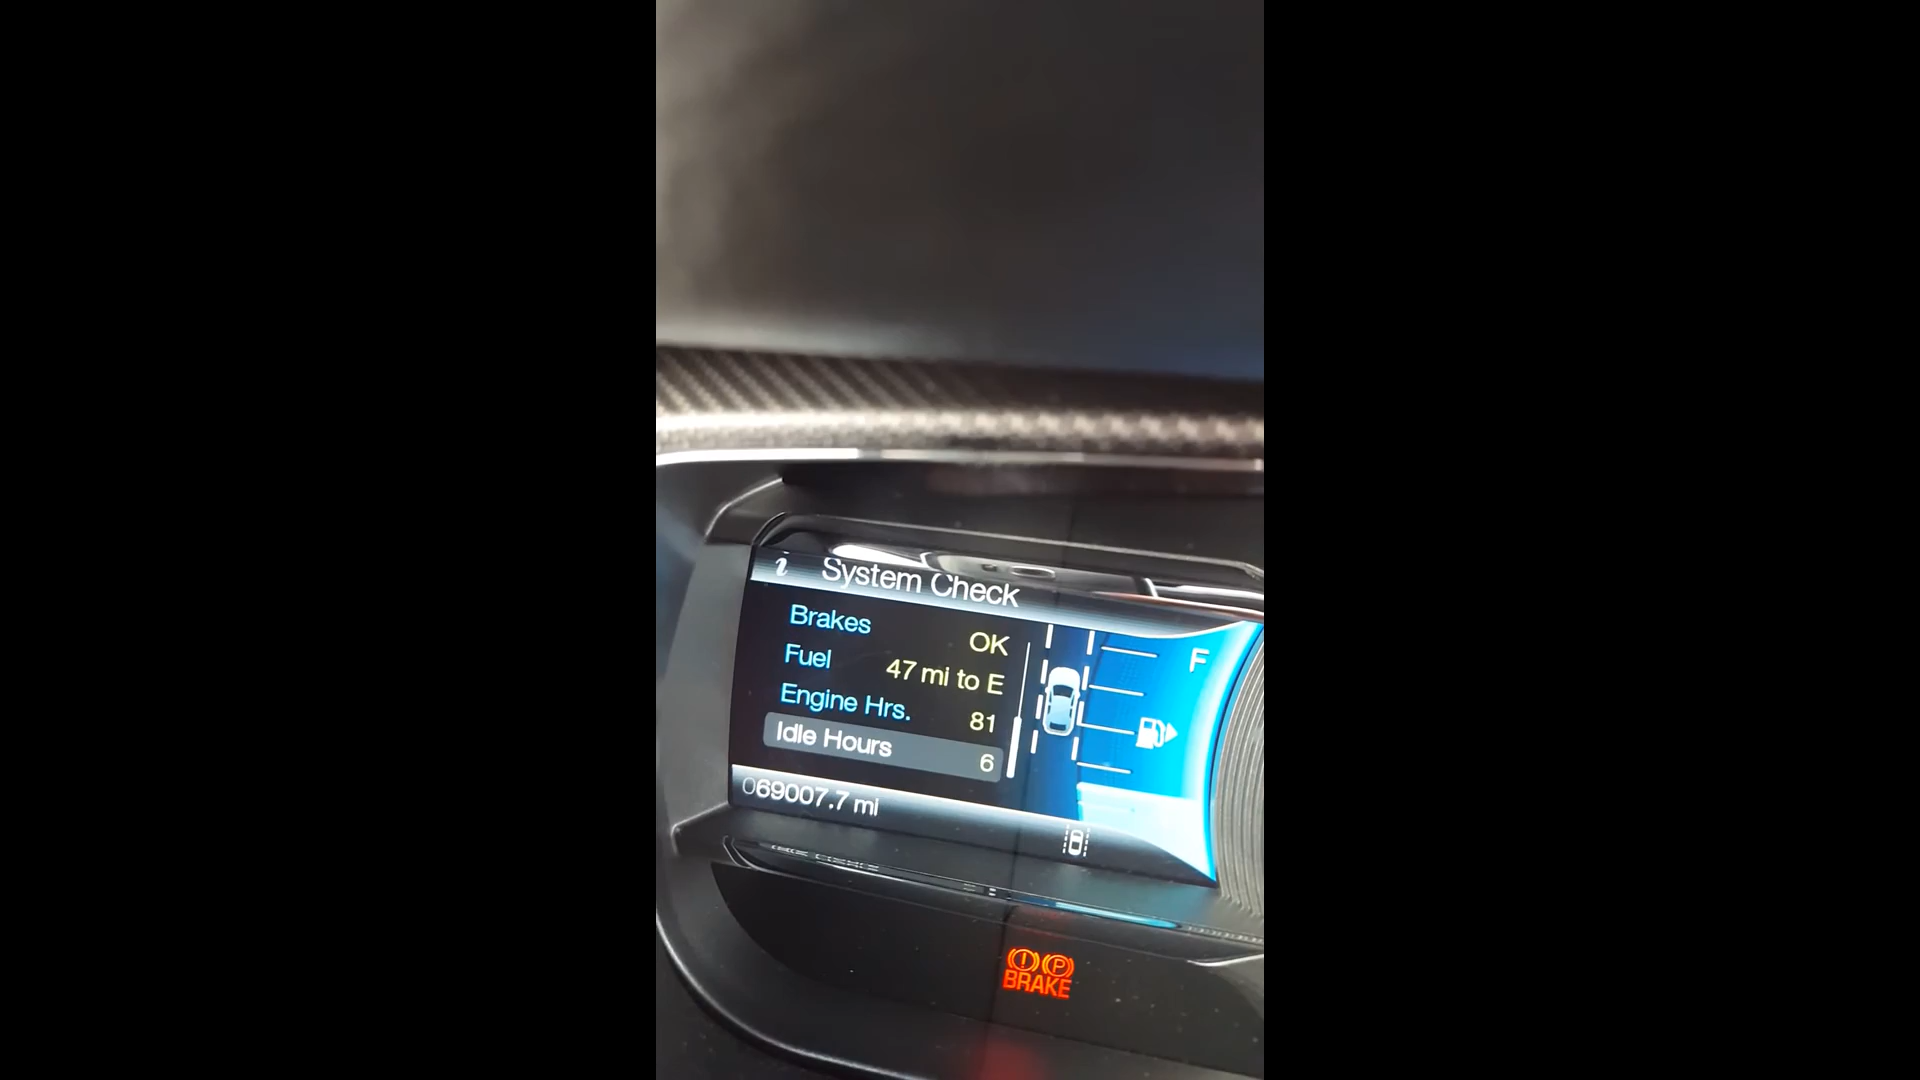 i System Check
Brakes OK
Fuel 47 mi to E
Engine Hrs. 81
Idle Hours 6
069007.7 mi
F
! P
BRAKE